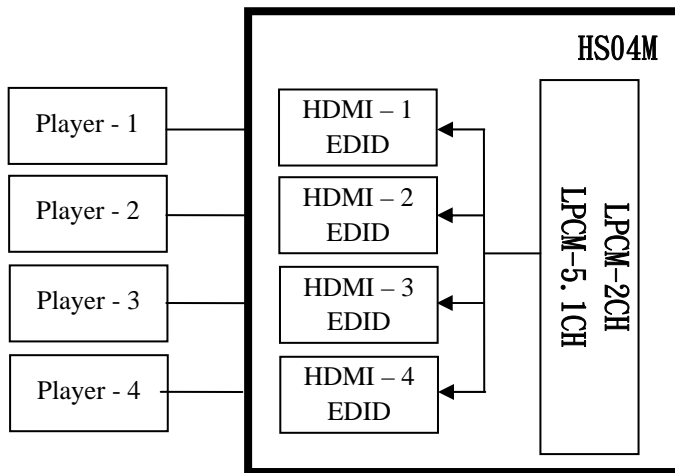 HS04M
Player - 1
HDMI – 1
EDID
Player - 2
HDMI – 2
EDID
Player - 3
HDMI – 3
EDID
Player - 4
HDMI – 4
EDID
LPCM-2CH
LPCM-5.1CH